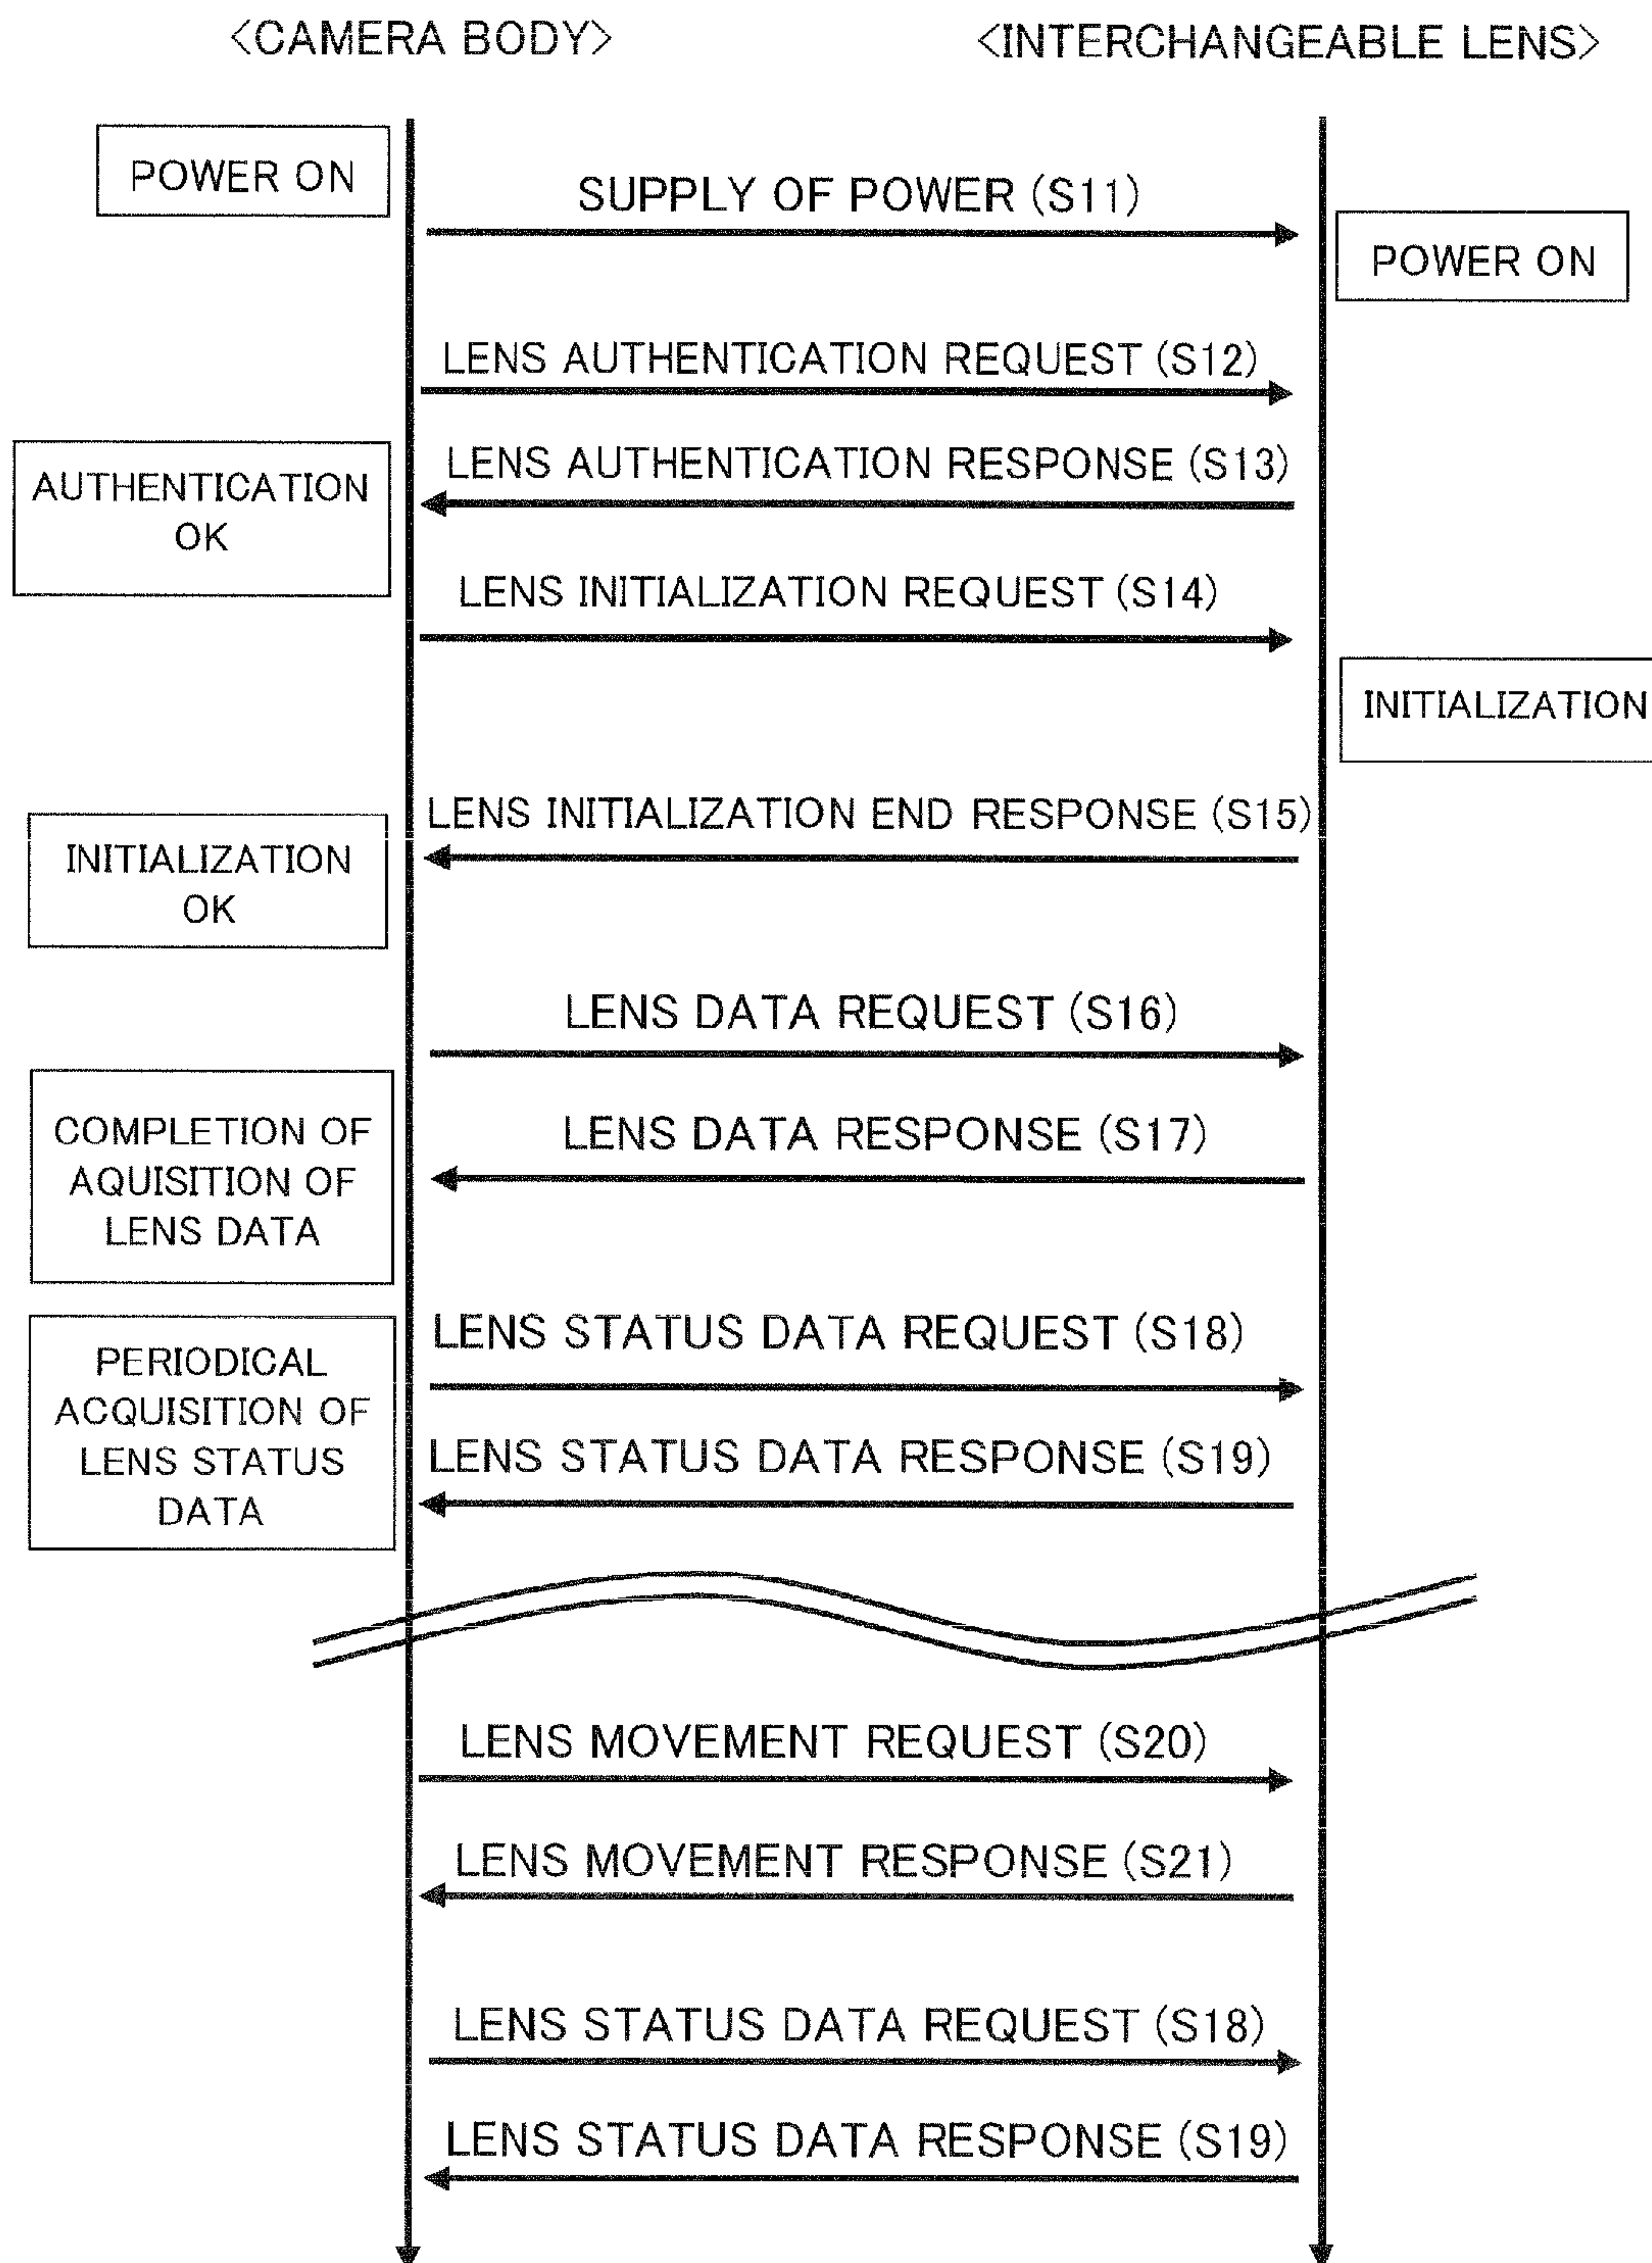 <CAMERA BODY>
<INTERCHANGEABLE LENS>
POWER ON
SUPPLY OF POWER (S11)
POWER ON
LENS AUTHENTICATION REQUEST (S12)
LENS AUTHENTICATION RESPONSE (S13)
AUTHENTICATION
OK
LENS INITIALIZATION REQUEST (S14)
INITIALIZATION
LENS INITIALIZATION END RESPONSE (S15)
INITIALIZATION
OK
LENS DATA REQUEST (S16)
LENS DATA RESPONSE (S17)
COMPLETION OF
AQUISITION OF
LENS DATA
LENS STATUS DATA REQUEST (S18)
PERIODICAL
ACQUISITION OF
LENS STATUS
DATA
LENS STATUS DATA RESPONSE (S19)
LENS MOVEMENT REQUEST (S20)
LENS MOVEMENT RESPONSE (S21)
LENS STATUS DATA REQUEST (S18)
LENS STATUS DATA RESPONSE (S19)